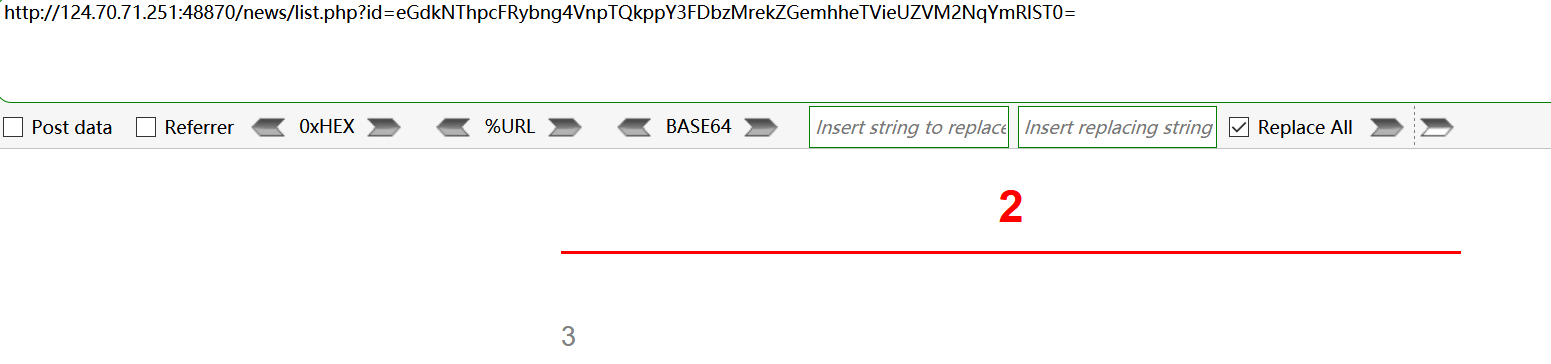 http://124.70.71.251:48870/news/list.php?id=eGdkNThpcFRybng4VnpTQkppY3FDbzMrekZGemhheTVieUZVM2NqYmRIST0=
Post data Referrer 0xHEX %URL BASE64 Insert string to replace Insert replacing string Replace All
2
3